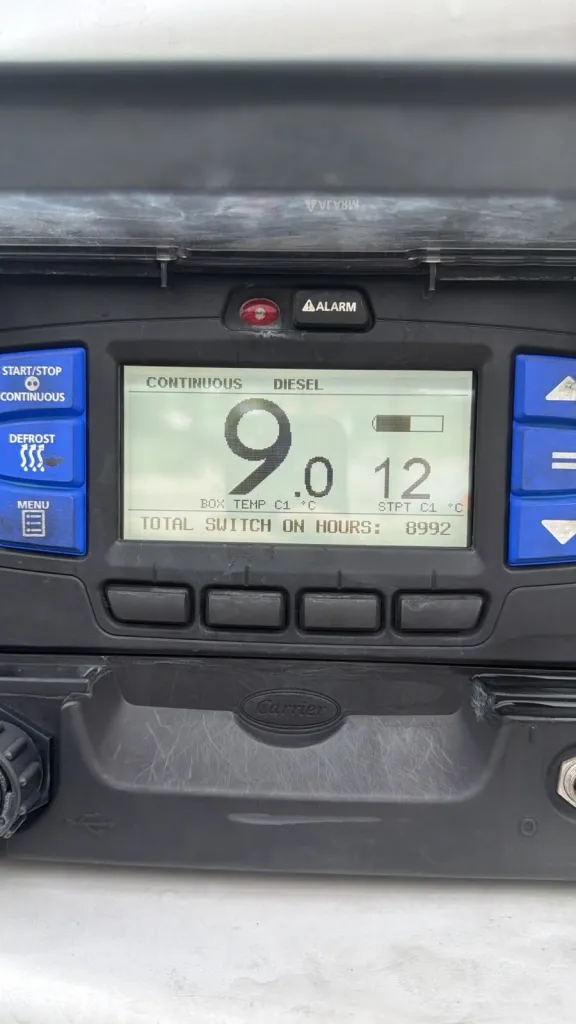 ALARM
ALARM
START/STOP
CONTINUOUS
DEFROST
MENU
CONTINUOUS DIESEL
9.0 12
BOX TEMP C1 °C STPT C1 °C
TOTAL SWITCH ON HOURS: 8992
Carrier